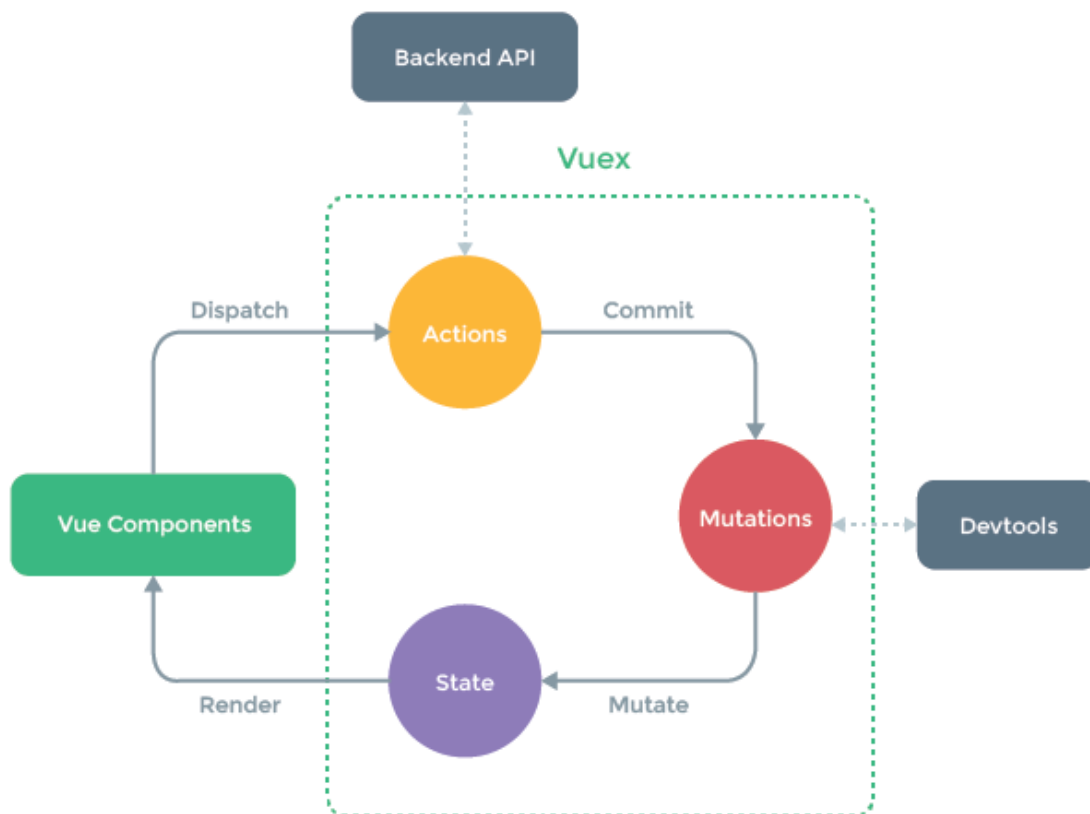 Backend API
Vuex
Dispatch
Commit
Actions
Mutations
Devtools
Vue Components
State
Render
Mutate